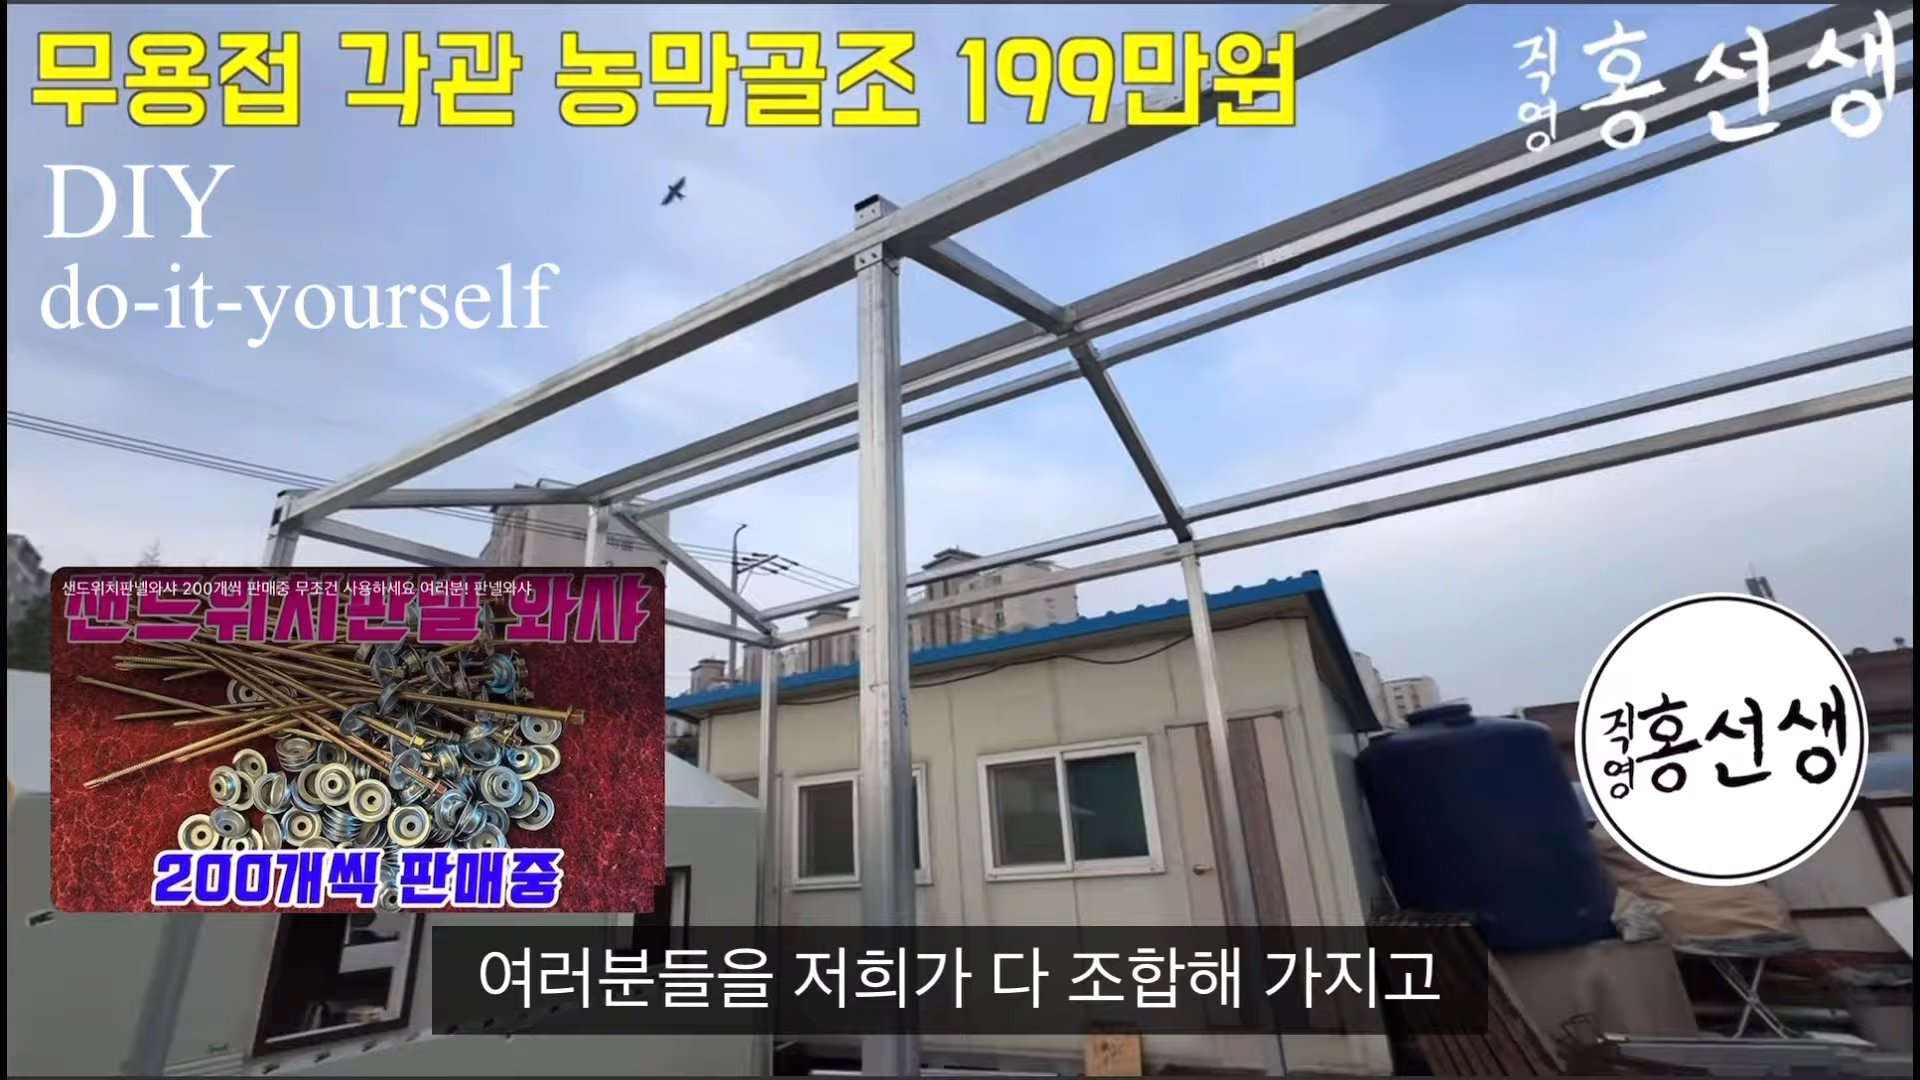 무용접 각관 농막골조 199만원
직영 홍선생
DIY
do-it-yourself
샌드위치판넬와샤 200개씩 판매중 무조건 사용하세요 여러분! 판넬와샤
샌드위치판넬 와샤
200개씩 판매중
직영 홍선생
여러분들을 저희가 다 조합해 가지고